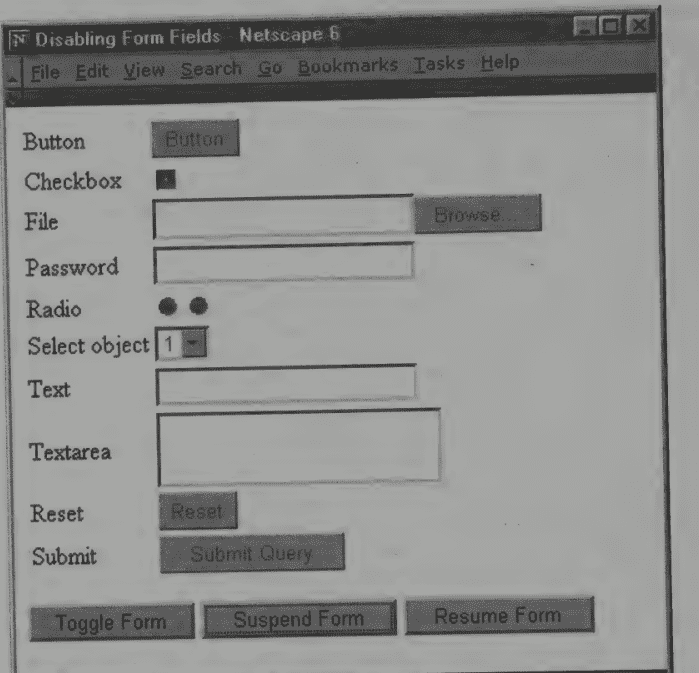 Disabling Form Fields - Netscape 6
File Edit View Search Go Bookmarks Tasks Help
Button Button
Checkbox
File Browse...
Password
Radio
Select object 1
Text
Textarea
Reset Reset
Submit Submit Query
Toggle Form Suspend Form Resume Form